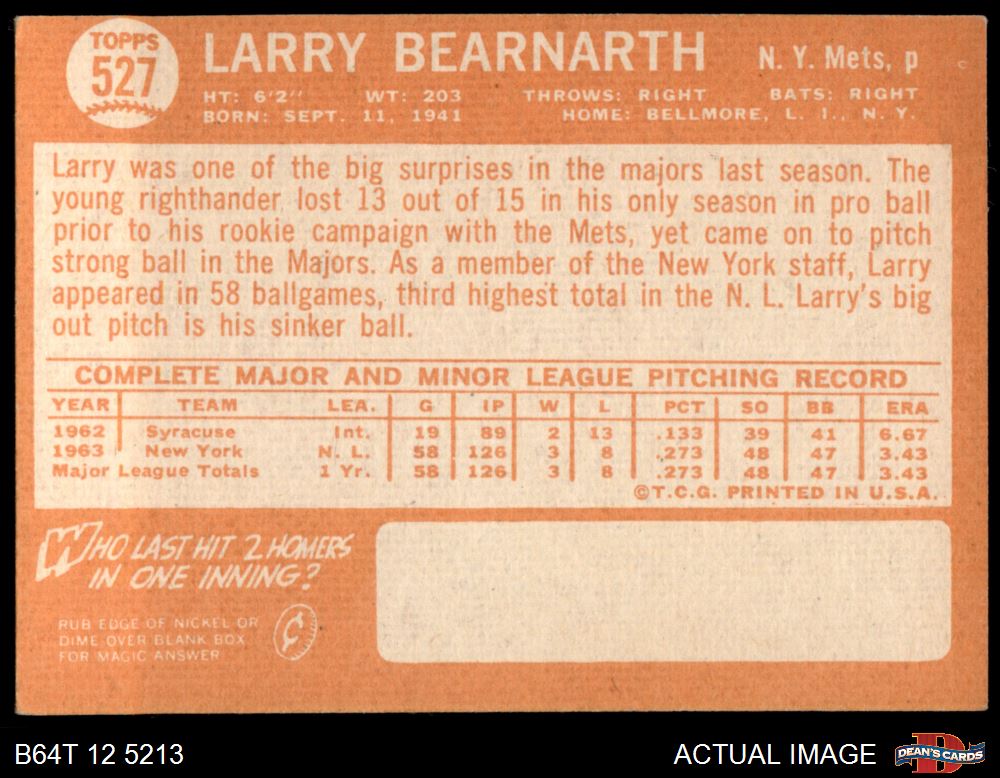 TOPPS
527
LARRY BEARNARTH
N. Y. Mets, p
HT: 6'2" WT: 203 THROWS: RIGHT BATS: RIGHT
BORN: SEPT. 11, 1941 HOME: BELLMORE, L. I., N. Y.
Larry was one of the big surprises in the majors last season. The
young righthander lost 13 out of 15 in his only season in pro ball
prior to his rookie campaign with the Mets, yet came on to pitch
strong ball in the Majors. As a member of the New York staff, Larry
appeared in 58 ballgames, third highest total in the N. L. Larry's big
out pitch is his sinker ball.
COMPLETE MAJOR AND MINOR LEAGUE PITCHING RECORD
YEAR TEAM LEA. G IP W L PCT SO BB ERA
1962 Syracuse Int. 19 89 2 13 .133 39 41 6.67
1963 New York N. L. 58 126 3 8 .273 48 47 3.43
Major League Totals 1 Yr. 58 126 3 8 .273 48 47 3.43
©T.C.G. PRINTED IN U.S.A.
WHO LAST HIT 2 HOMERS
IN ONE INNING?
RUB EDGE OF NICKEL OR
DIME OVER BLANK BOX
FOR MAGIC ANSWER
¢
B64T 12 5213
ACTUAL IMAGE
D
DEAN'S CARDS